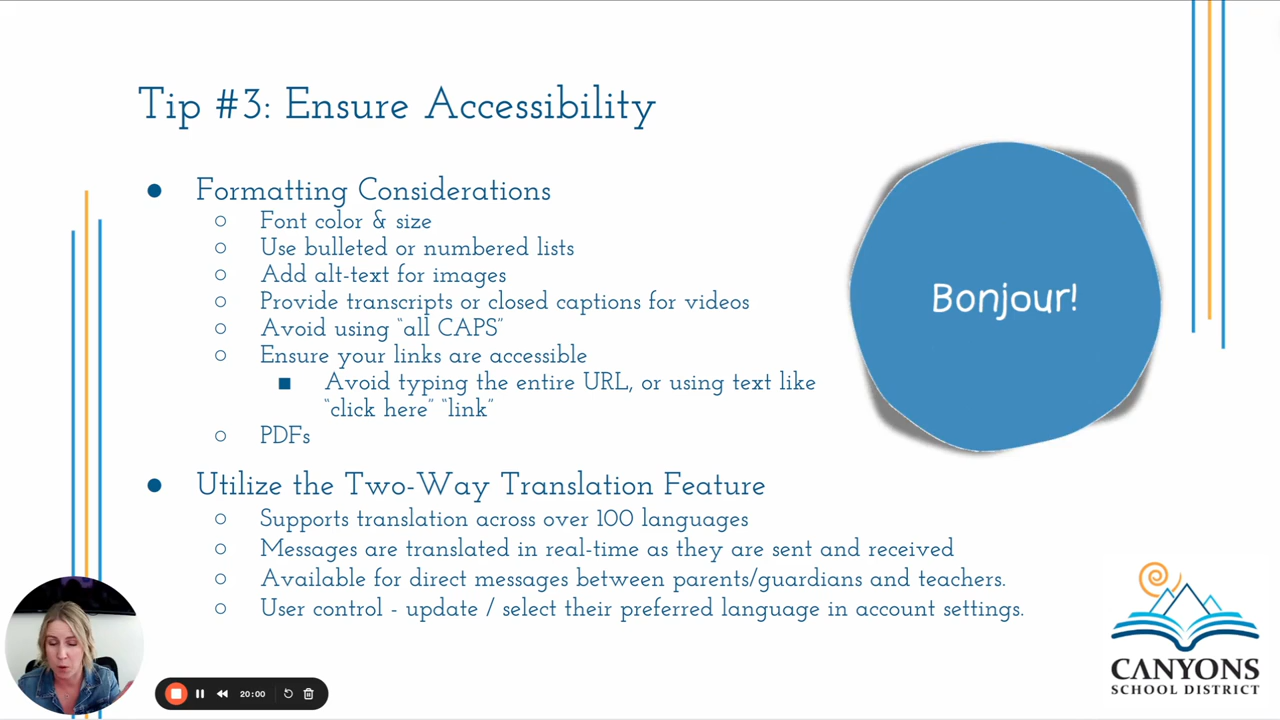 Tip #3: Ensure Accessibility
● Formatting Considerations
○ Font color & size
○ Use bulleted or numbered lists
○ Add alt-text for images
○ Provide transcripts or closed captions for videos
○ Avoid using “all CAPS”
○ Ensure your links are accessible
■ Avoid typing the entire URL, or using text like
“click here” “link”
○ PDFs
● Utilize the Two-Way Translation Feature
○ Supports translation across over 100 languages
○ Messages are translated in real-time as they are sent and received
○ Available for direct messages between parents/guardians and teachers.
○ User control - update / select their preferred language in account settings.
Bonjour!
CANYONS
SCHOOL DISTRICT
20:00